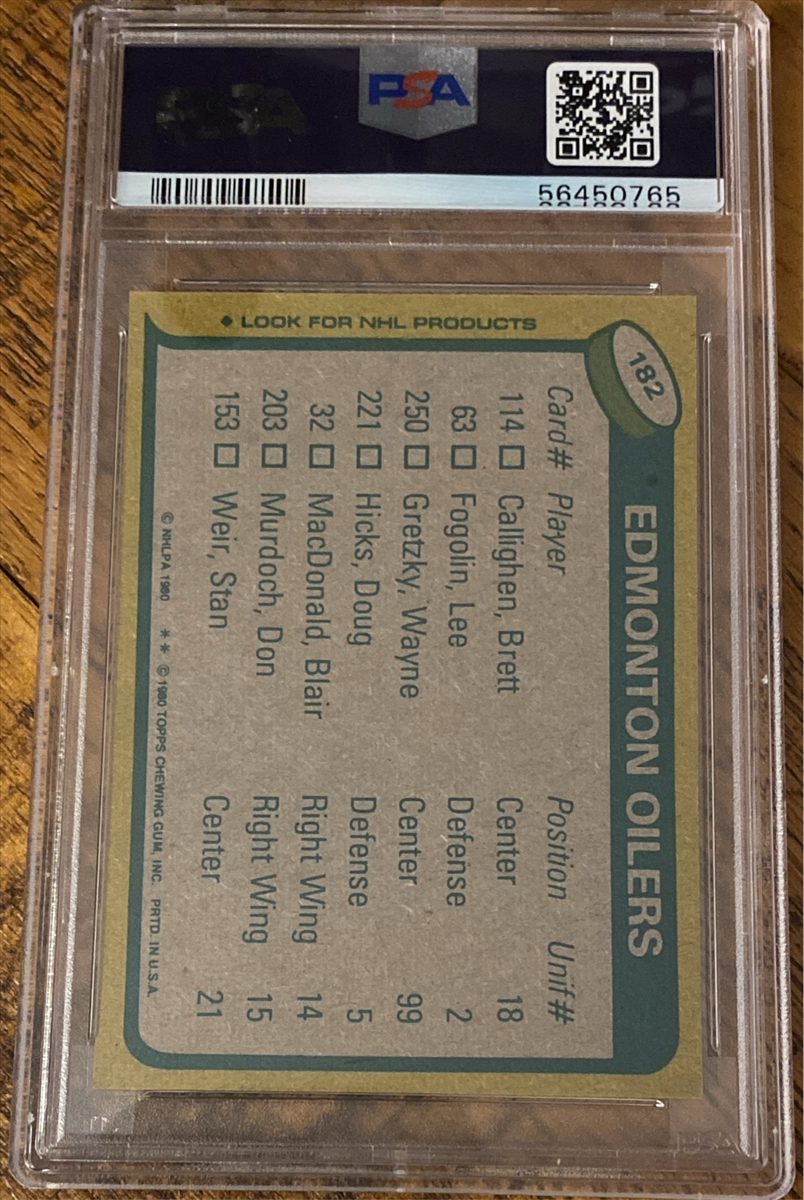 PSA
56450765
182
EDMONTON OILERS
Card# Player Position Unif#
114 □ Callighen, Brett Center 18
63 □ Fogolin, Lee Defense 2
250 □ Gretzky, Wayne Center 99
221 □ Hicks, Doug Defense 5
32 □ MacDonald, Blair Right Wing 14
203 □ Murdoch, Don Right Wing 15
153 □ Weir, Stan Center 21
© NHLPA 1980 ** © 1980 TOPPS CHEWING GUM, INC. PRTD. IN U.S.A.
♦ LOOK FOR NHL PRODUCTS